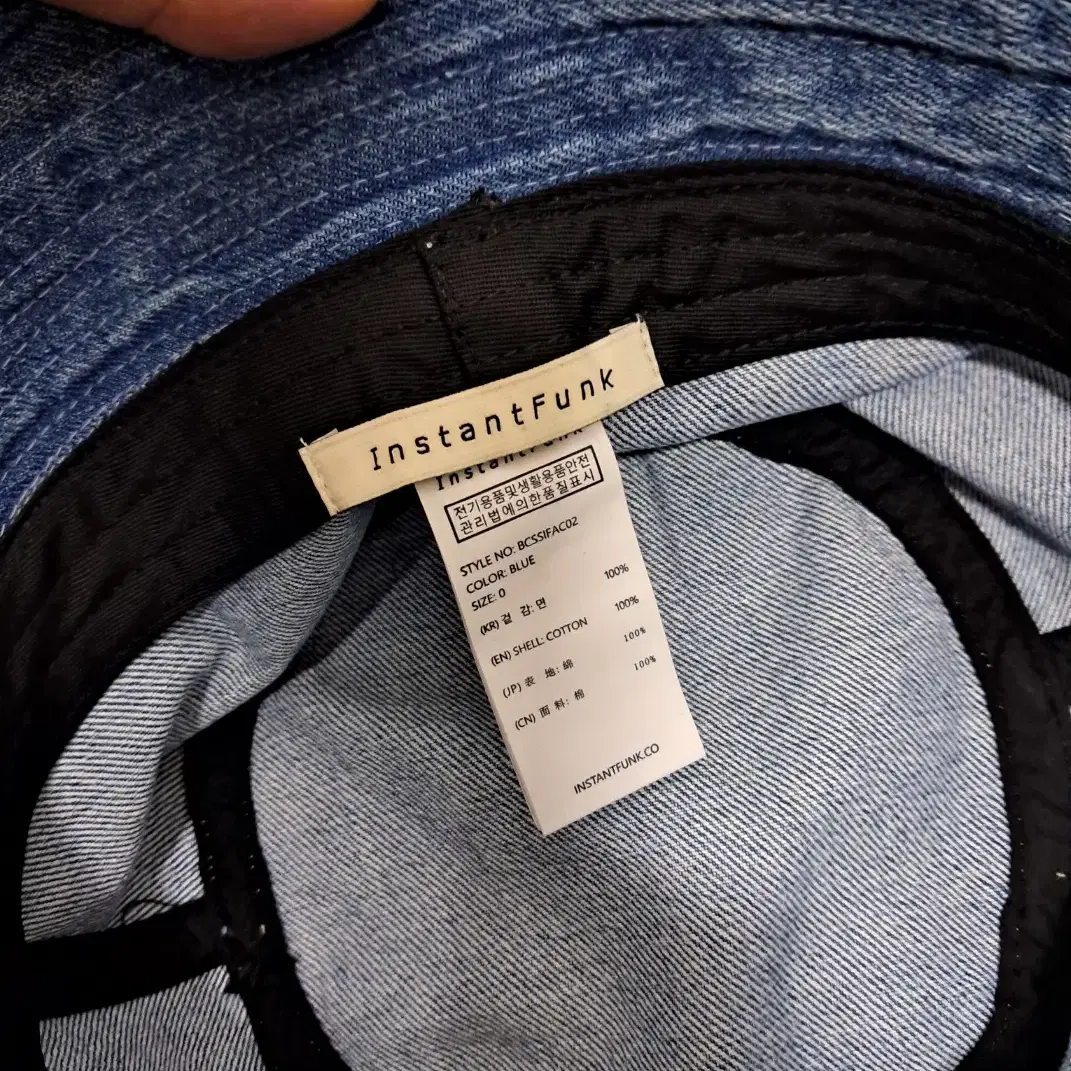 InstantFunk
InstantFunk
전기용품및생활용품안전
관리법에의한품질표시
STYLE NO: BCSSIFAC02
COLOR: BLUE
SIZE: 0
(KR) 겉 감: 면 100%
(EN) SHELL: COTTON 100%
(JP) 表 地: 綿 100%
(CN) 面 料: 棉 100%
INSTANTFUNK.CO